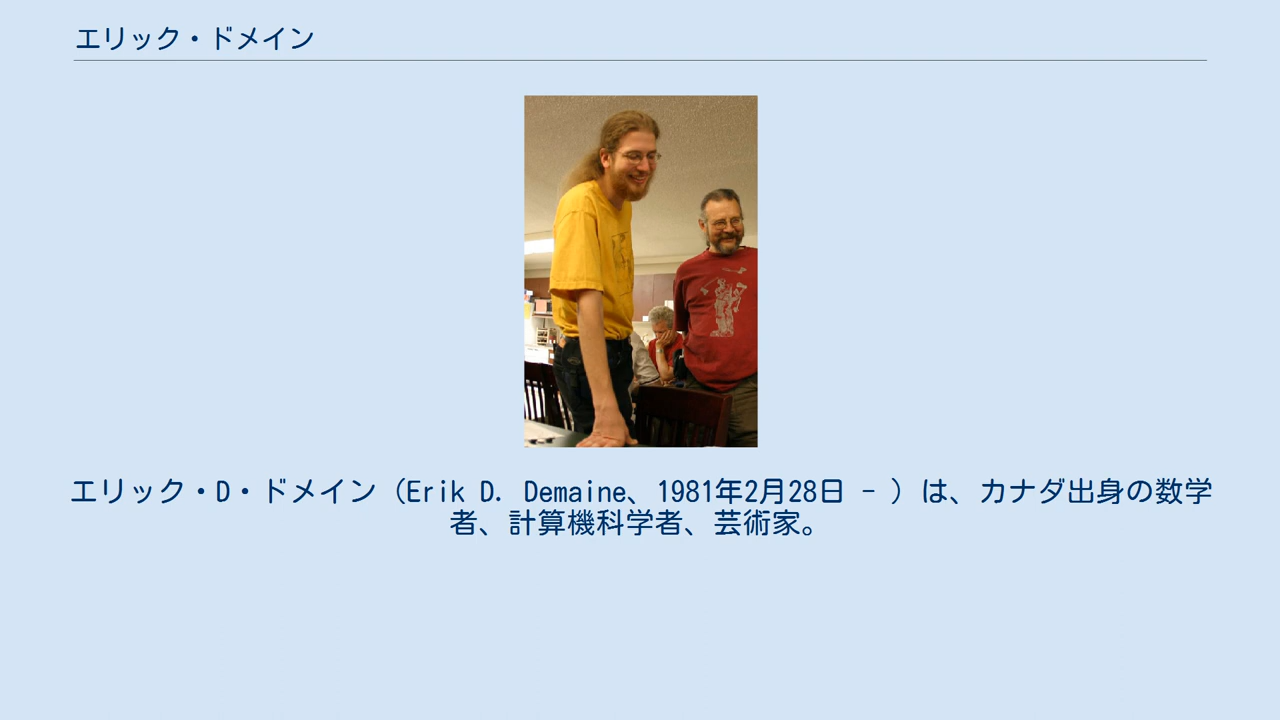 エリック・ドメイン
エリック・D・ドメイン（Erik D. Demaine、1981年2月28日 - ）は、カナダ出身の数学
者、計算機科学者、芸術家。